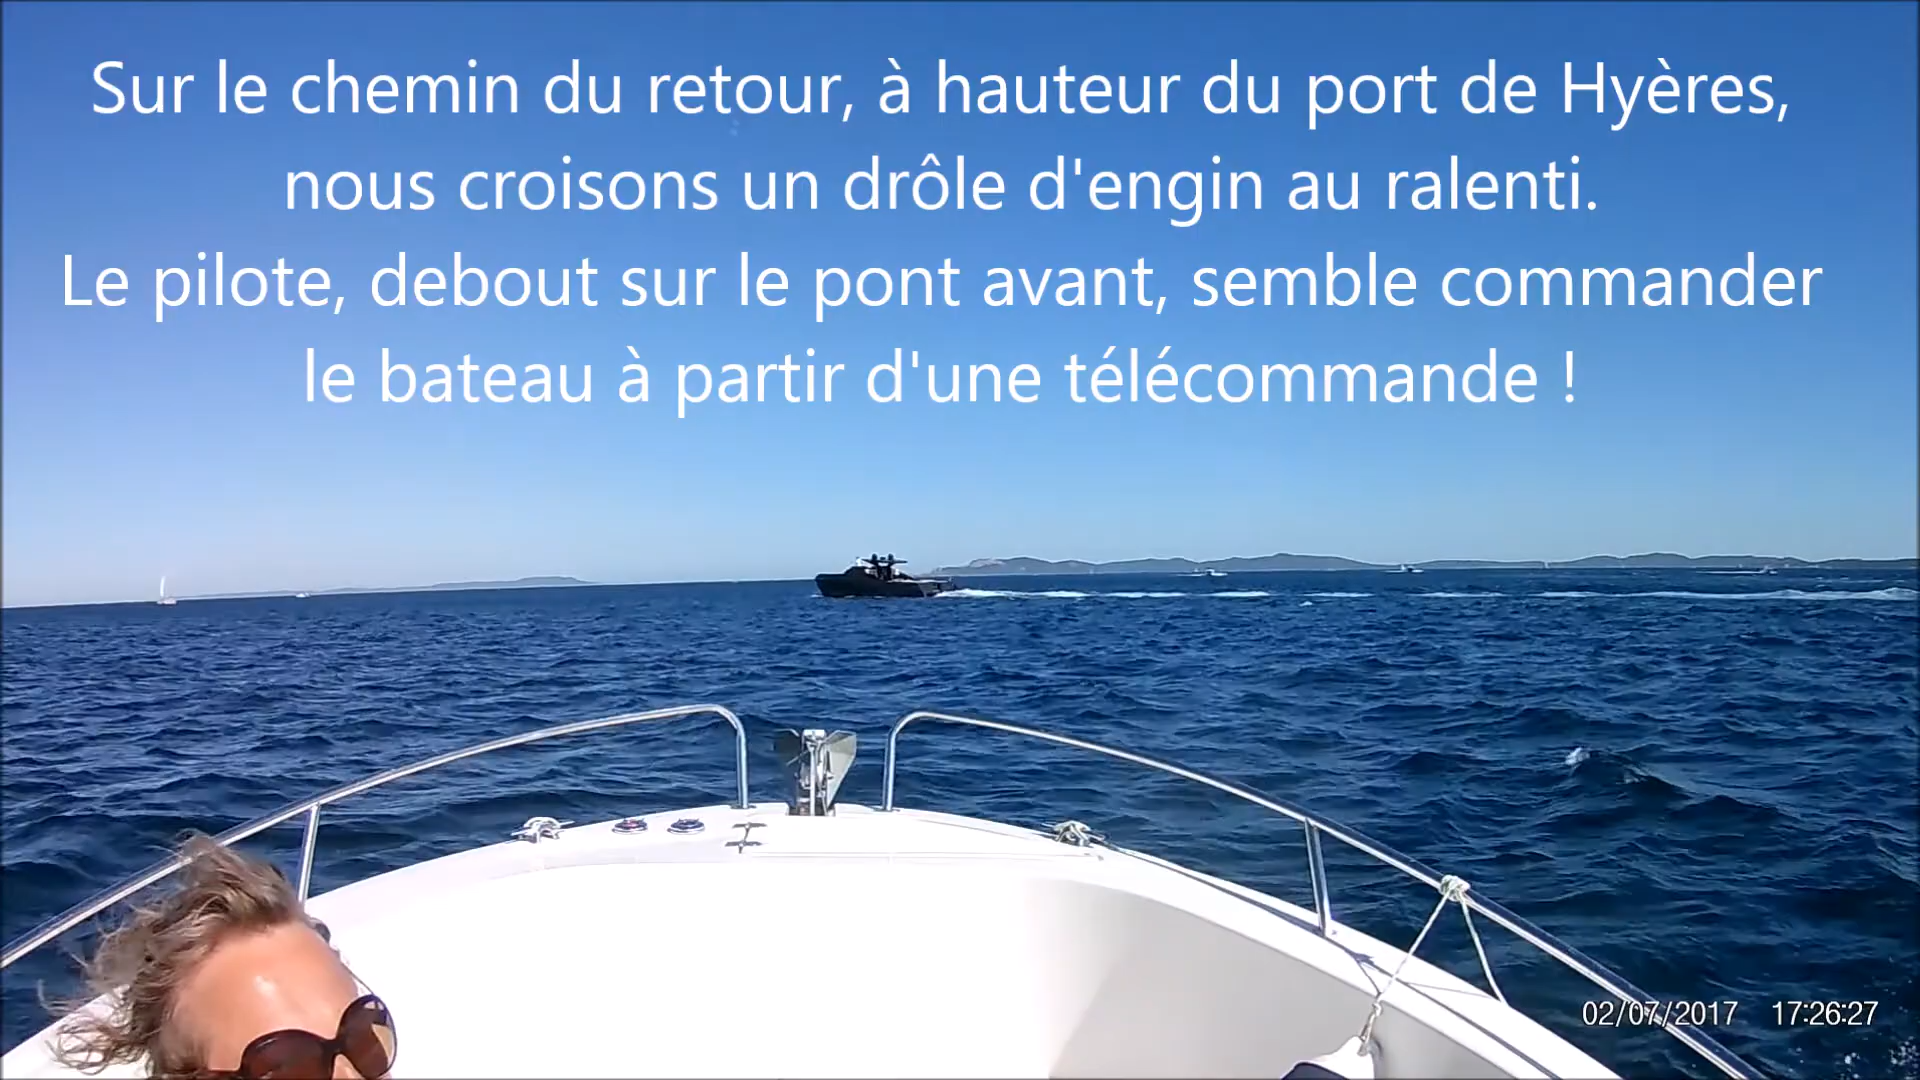 Sur le chemin du retour, à hauteur du port de Hyères,
nous croisons un drôle d'engin au ralenti.
Le pilote, debout sur le pont avant, semble commander
le bateau à partir d'une télécommande !
02/07/2017 17:26:27